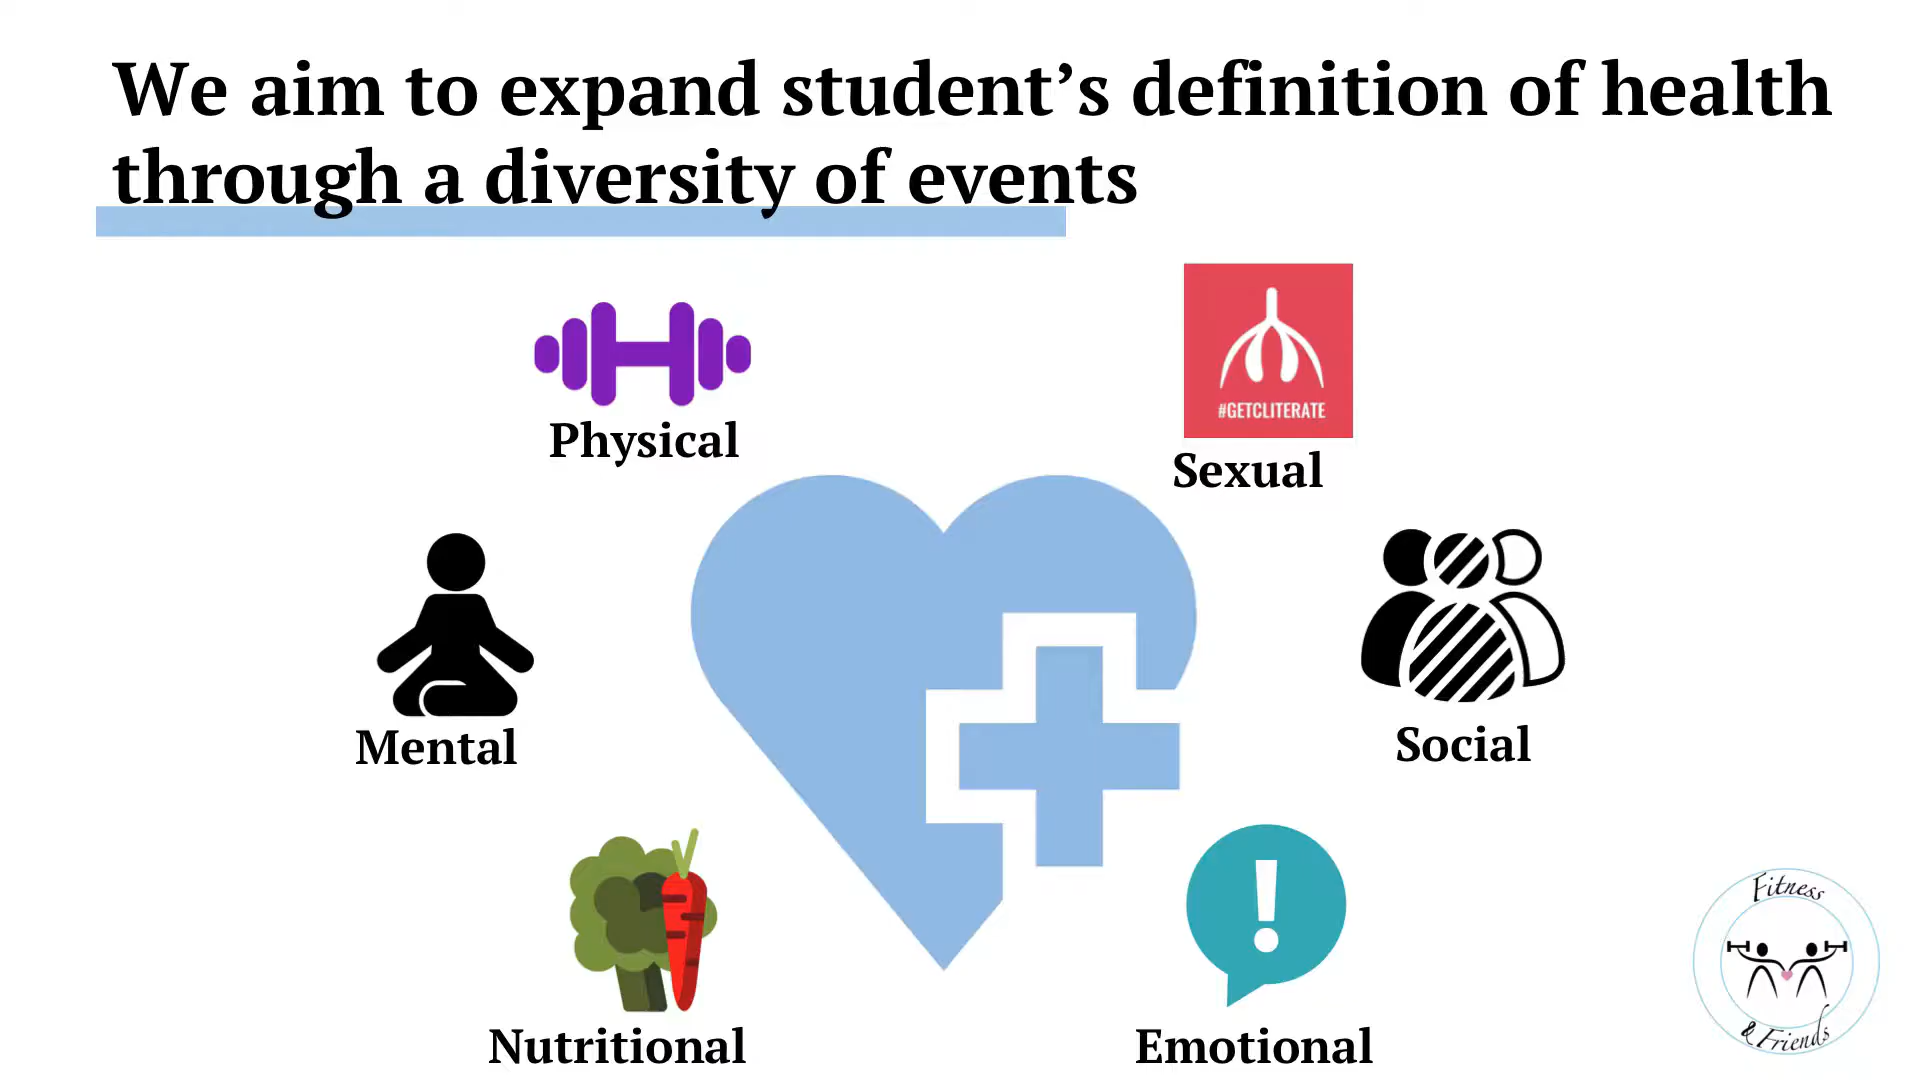 We aim to expand student’s definition of health
through a diversity of events
#GETCLITERATE
Physical
Sexual
Mental
Social
Nutritional
Emotional
Fitness
& Friends